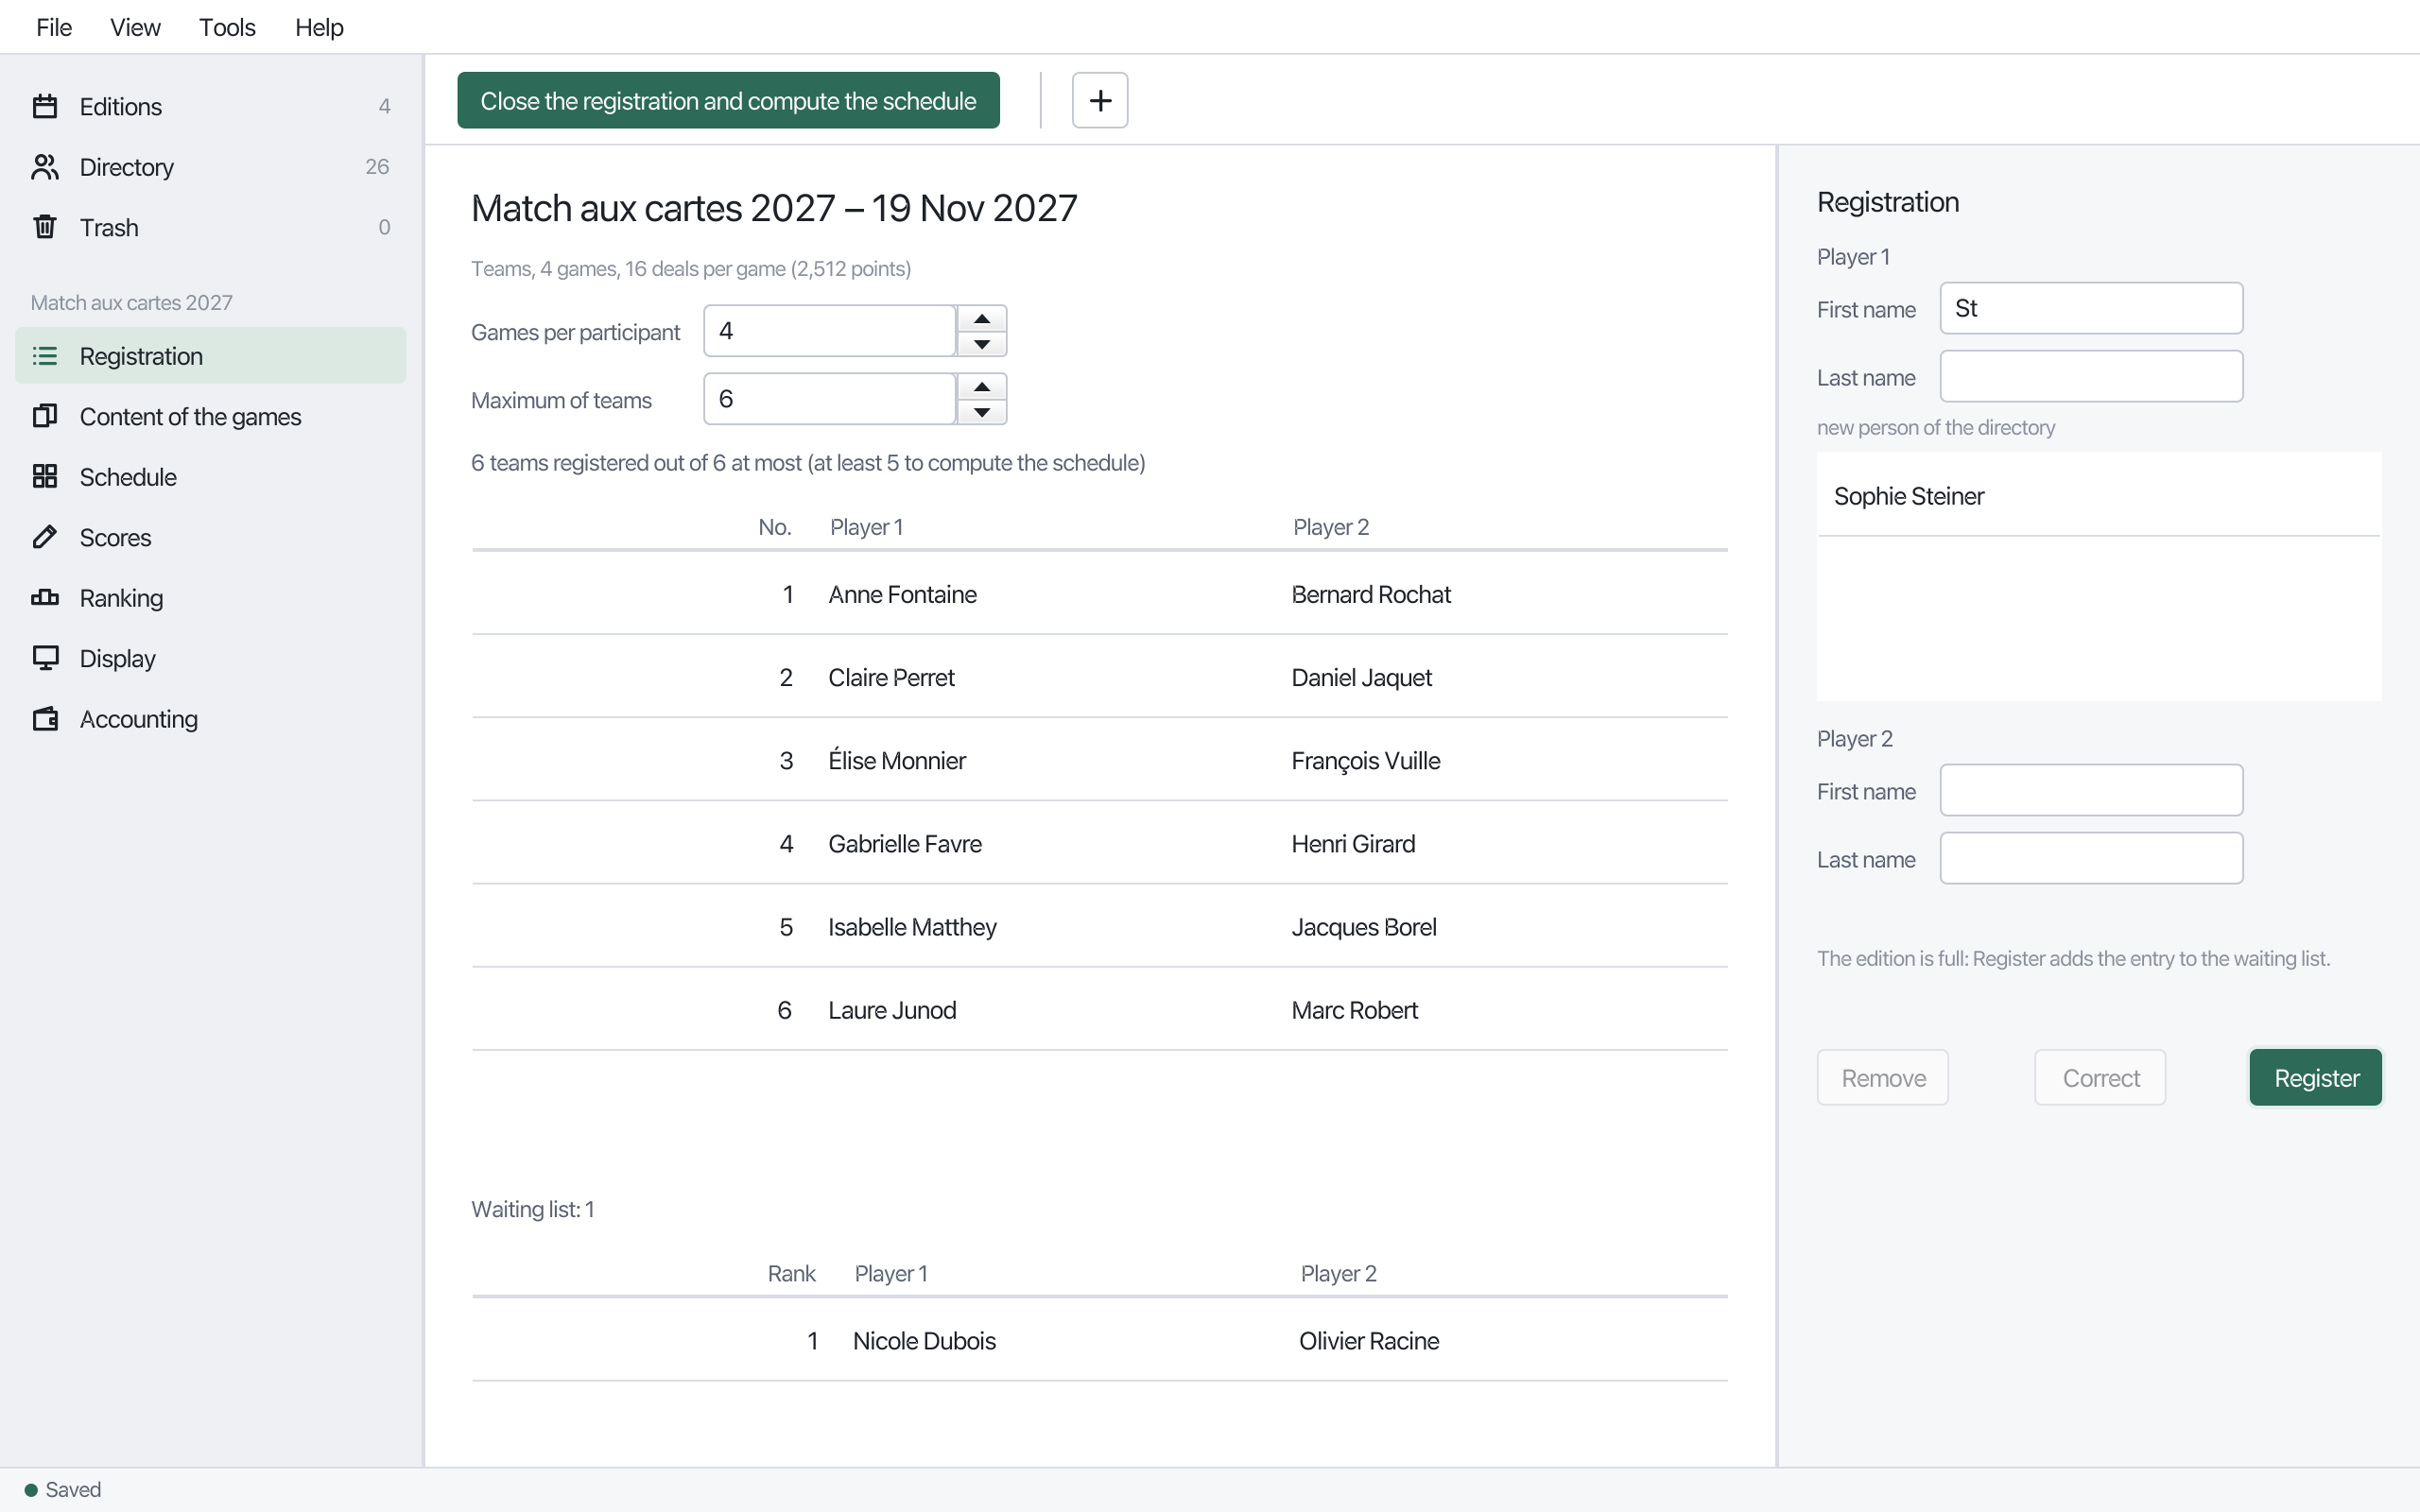 File View Tools Help
Editions 4
Directory 26
Trash 0
Match aux cartes 2027
Registration
Content of the games
Schedule
Scores
Ranking
Display
Accounting
Close the registration and compute the schedule +
Match aux cartes 2027 – 19 Nov 2027
Teams, 4 games, 16 deals per game (2,512 points)
Games per participant 4
Maximum of teams 6
6 teams registered out of 6 at most (at least 5 to compute the schedule)
No. Player 1 Player 2
1 Anne Fontaine Bernard Rochat
2 Claire Perret Daniel Jaquet
3 Élise Monnier François Vuille
4 Gabrielle Favre Henri Girard
5 Isabelle Matthey Jacques Borel
6 Laure Junod Marc Robert
Waiting list: 1
Rank Player 1 Player 2
1 Nicole Dubois Olivier Racine
Registration
Player 1
First name St
Last name
new person of the directory
Sophie Steiner
Player 2
First name
Last name
The edition is full: Register adds the entry to the waiting list.
Remove Correct Register
Saved